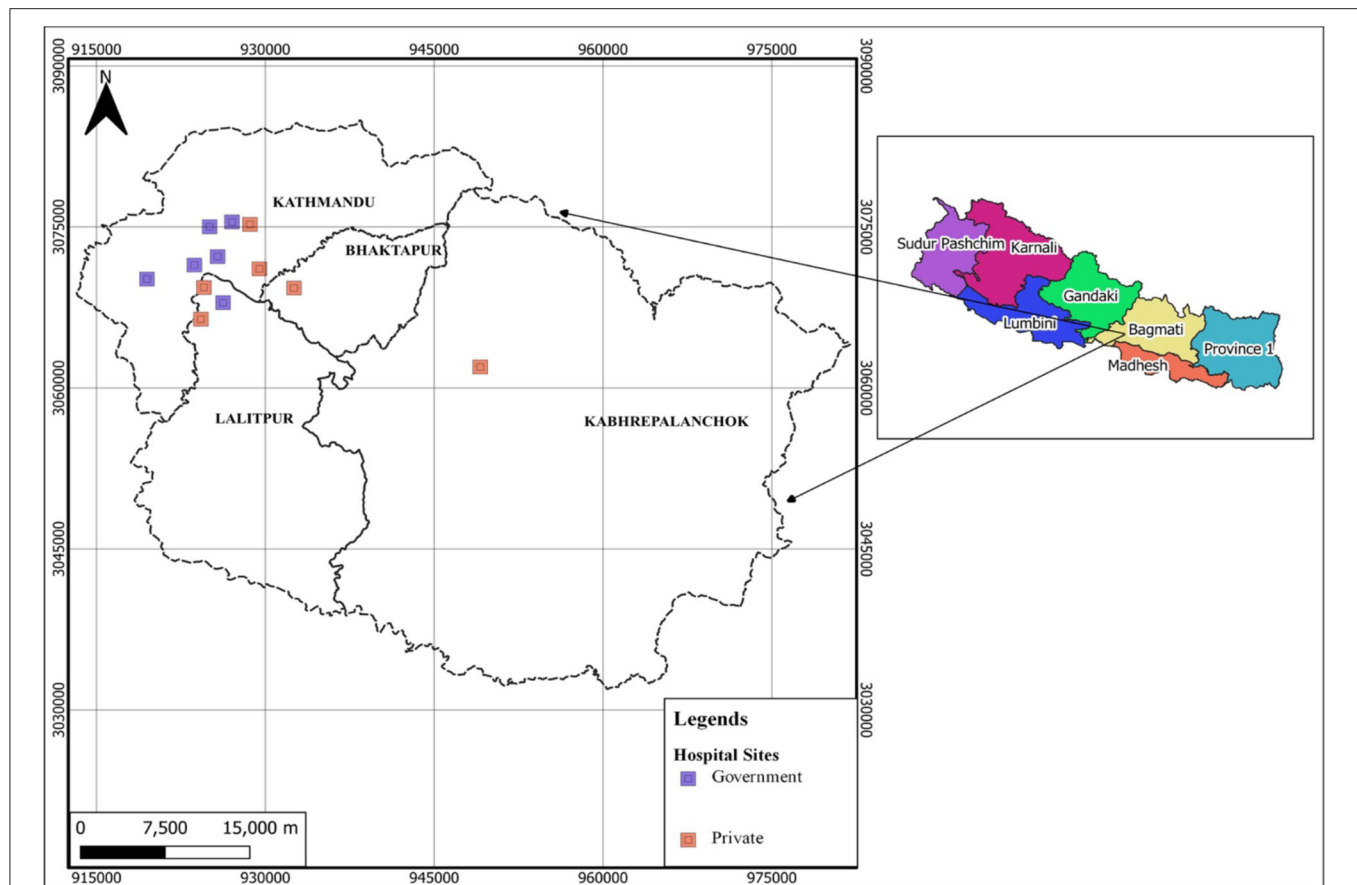 915000 930000 945000 960000 975000
3090000
3090000
N
KATHMANDU
3075000
3075000
BHAKTAPUR
3060000
3060000
LALITPUR
KABHREPALANCHOK
3045000
3045000
3030000
3030000
Legends
Hospital Sites
Government
Private
0 7,500 15,000 m
915000 930000 945000 960000 975000
Sudur Pashchim
Karnali
Gandaki
Lumbini
Bagmati
Province 1
Madhesh